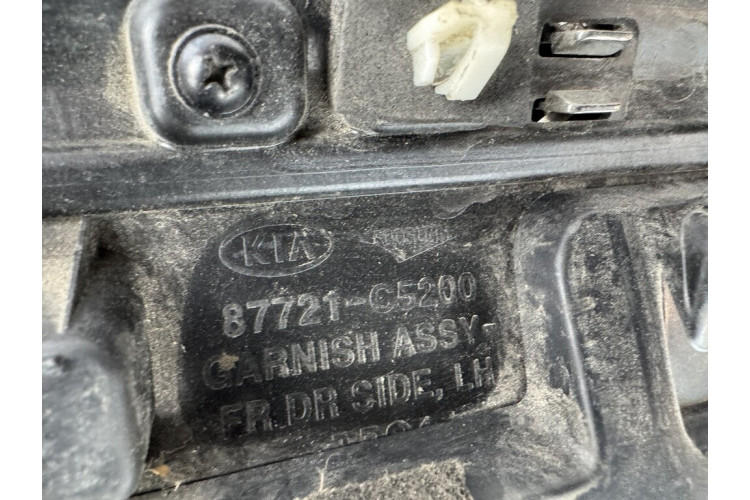 KIA
87721-C5200
GARNISH ASSY-
FR DR SIDE, LH